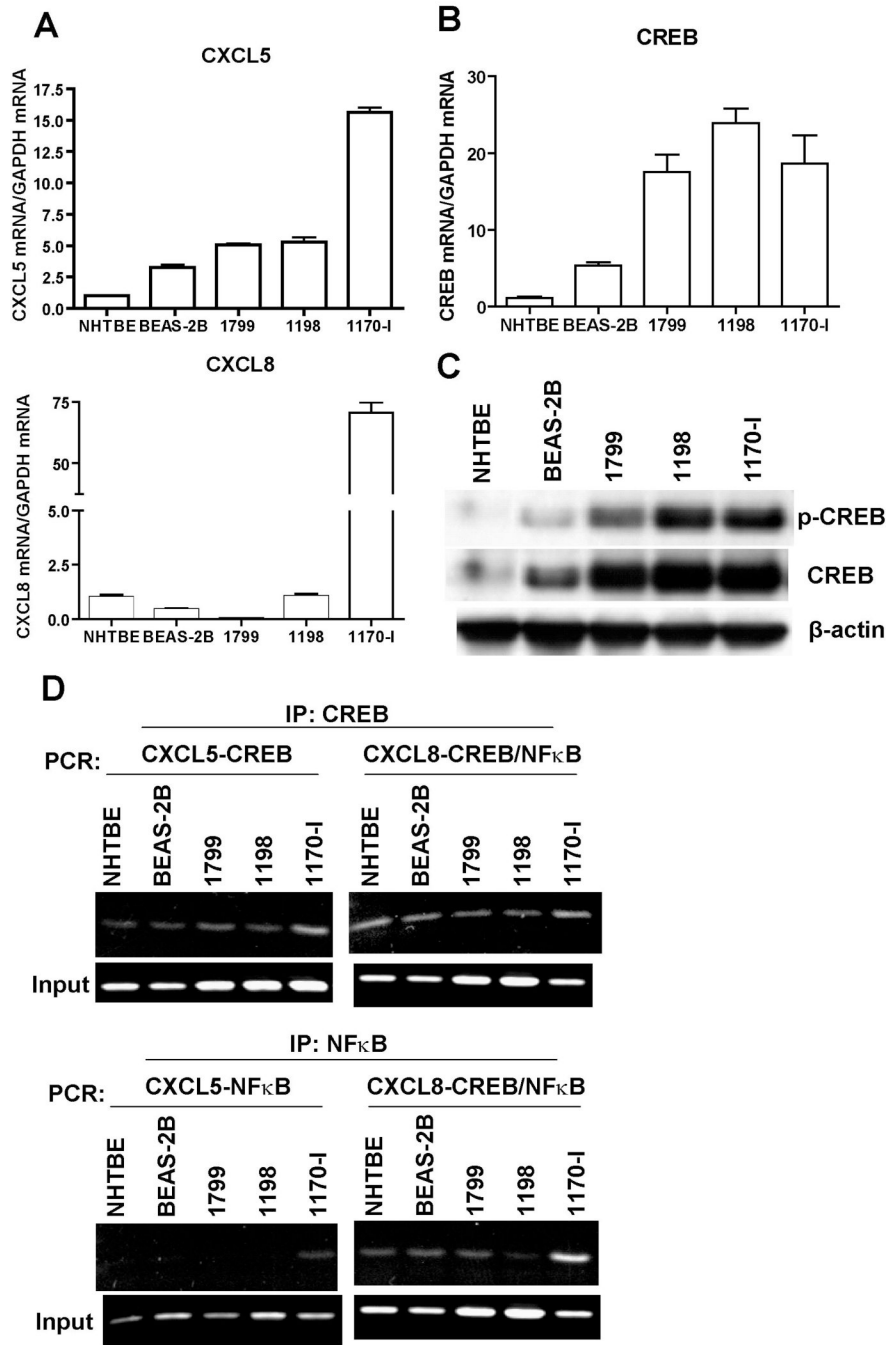 A
CXCL5
CXCL5 mRNA/GAPDH mRNA
17.5
15.0
12.5
10.0
7.5
5.0
2.5
0.0
NHTBE BEAS-2B 1799 1198 1170-I
CXCL8
CXCL8 mRNA/GAPDH mRNA
75
50
5.0
2.5
0.0
NHTBE BEAS-2B 1799 1198 1170-I
B
CREB
CREB mRNA/GAPDH mRNA
30
20
10
0
NHTBE BEAS-2B 1799 1198 1170-I
C
NHTBE BEAS-2B 1799 1198 1170-I
p-CREB
CREB
β-actin
D
IP: CREB
PCR: CXCL5-CREB CXCL8-CREB/NFκB
NHTBE BEAS-2B 1799 1198 1170-I NHTBE BEAS-2B 1799 1198 1170-I
Input
IP: NFκB
PCR: CXCL5-NFκB CXCL8-CREB/NFκB
NHTBE BEAS-2B 1799 1198 1170-I NHTBE BEAS-2B 1799 1198 1170-I
Input